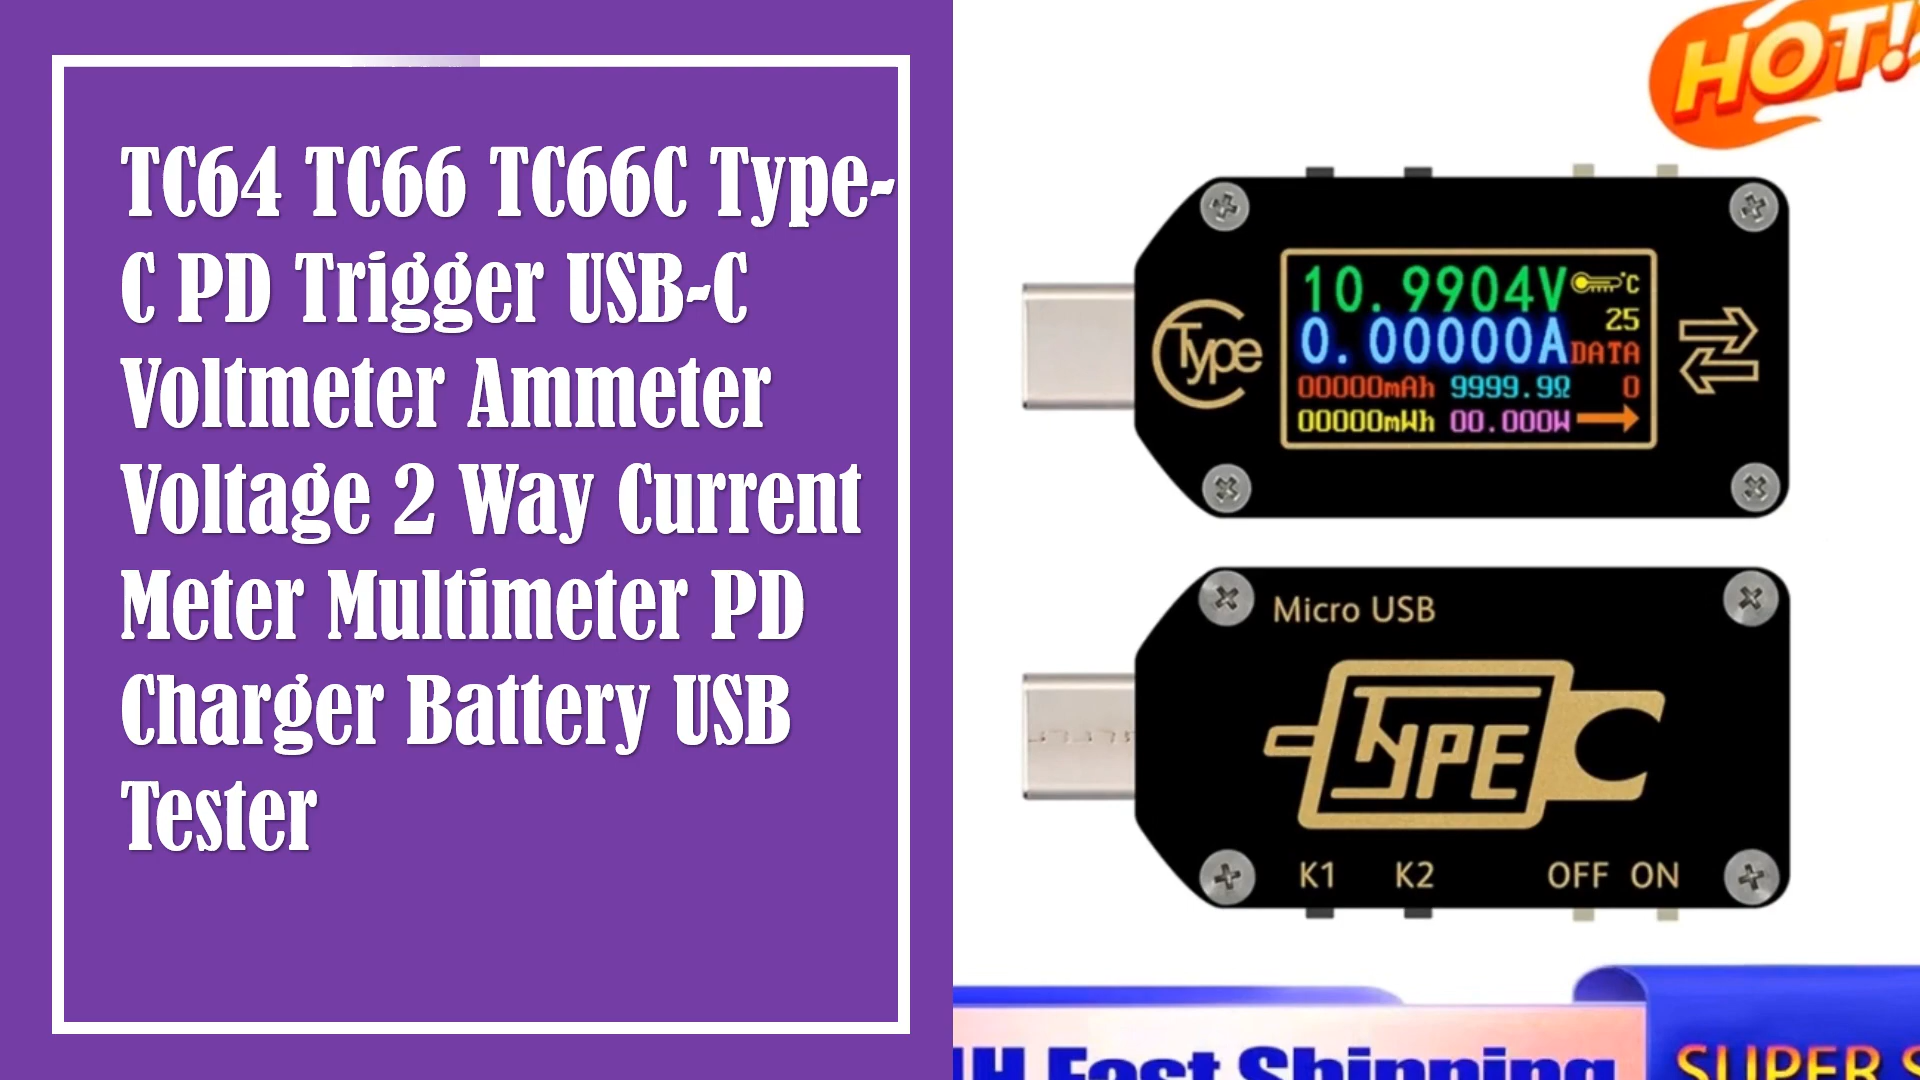 TC64 TC66 TC66C Type-
C PD Trigger USB-C
Voltmeter Ammeter
Voltage 2 Way Current
Meter Multimeter PD
Charger Battery USB
Tester
HOT!
Type C
10.9904V
°C
25
0.00000A
DATA
00000mAh 9999.9Ω 0
00000mWh 00.000W
Micro USB
TYPE C
K1 K2 OFF ON
Fast Shipping
SUPER